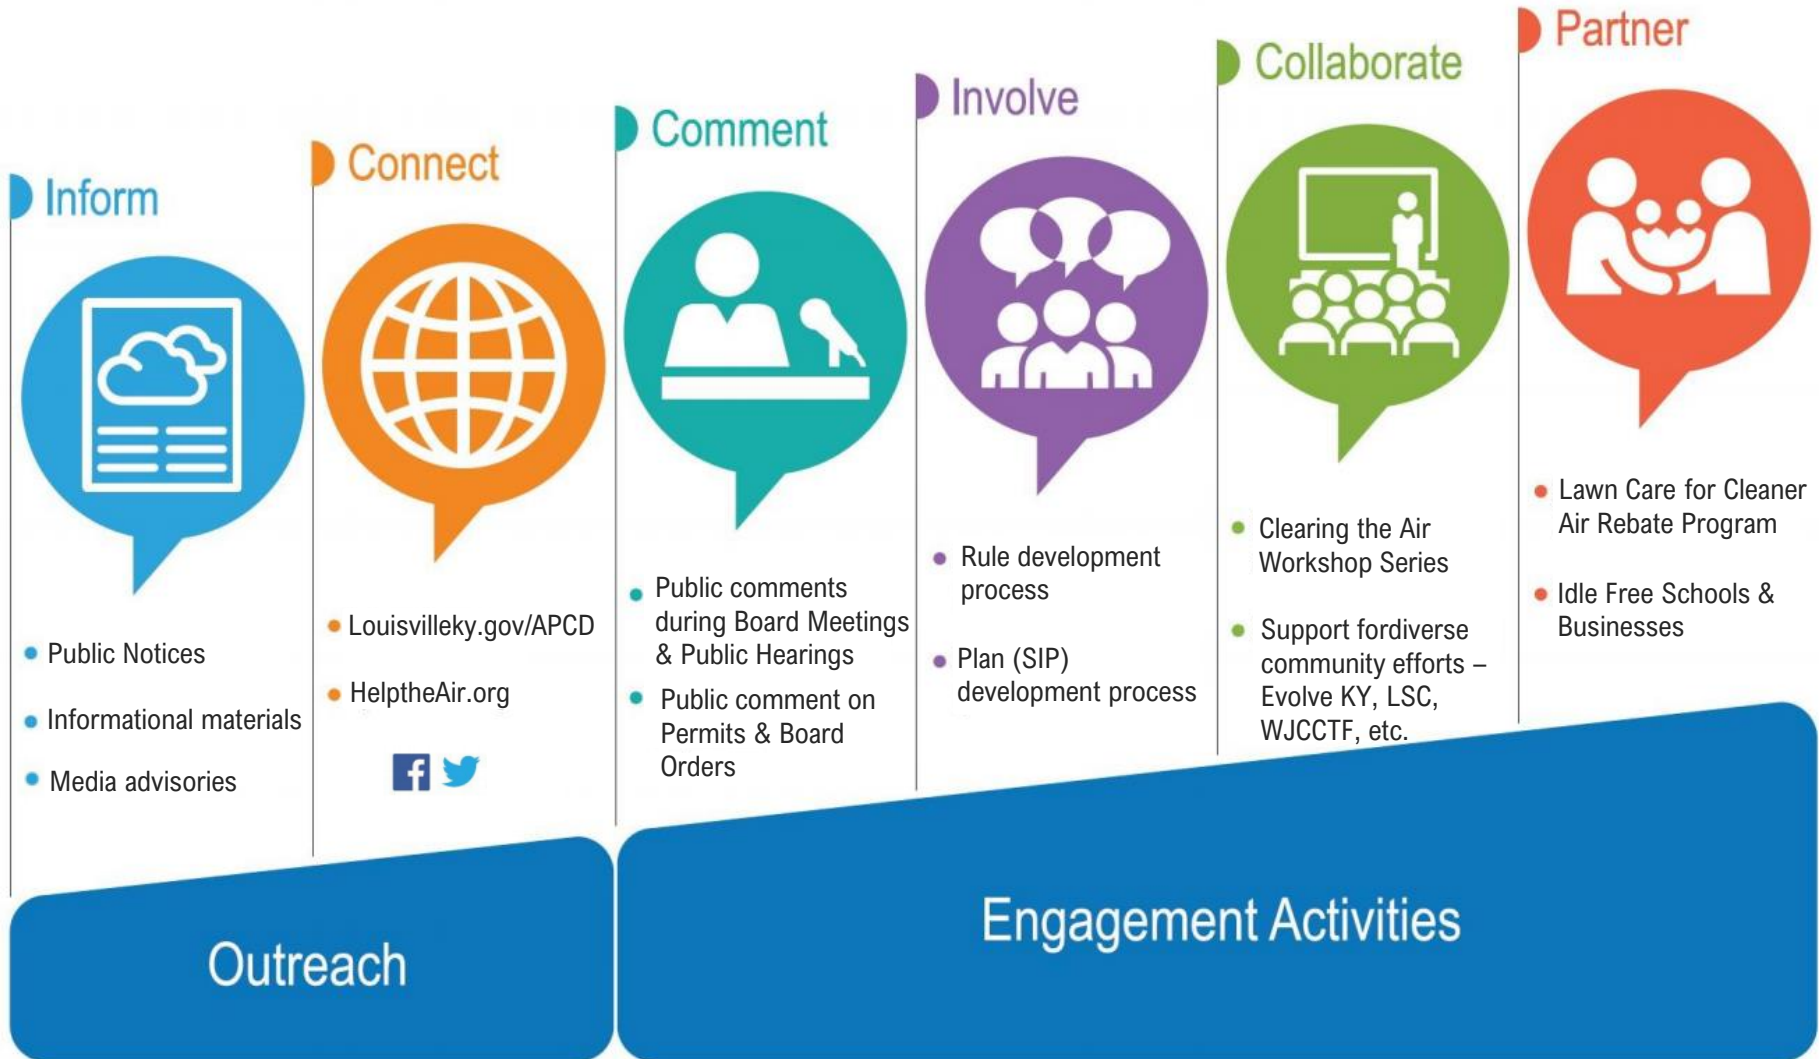 Inform
Public Notices
Informational materials
Media advisories
Connect
Louisvilleky.gov/APCD
HelptheAir.org
Comment
Public comments
during Board Meetings
& Public Hearings
Public comment on
Permits & Board
Orders
Involve
Rule development
process
Plan (SIP)
development process
Collaborate
Clearing the Air
Workshop Series
Support fordiverse
community efforts –
Evolve KY, LSC,
WJCCTF, etc.
Partner
Lawn Care for Cleaner
Air Rebate Program
Idle Free Schools &
Businesses
Outreach
Engagement Activities